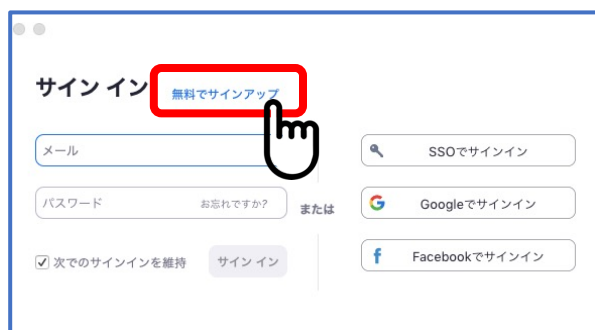 サイン イン 無料でサインアップ
メール
パスワード お忘れですか?
次でのサインインを維持 サイン イン
または
SSOでサインイン
Googleでサインイン
Facebookでサインイン